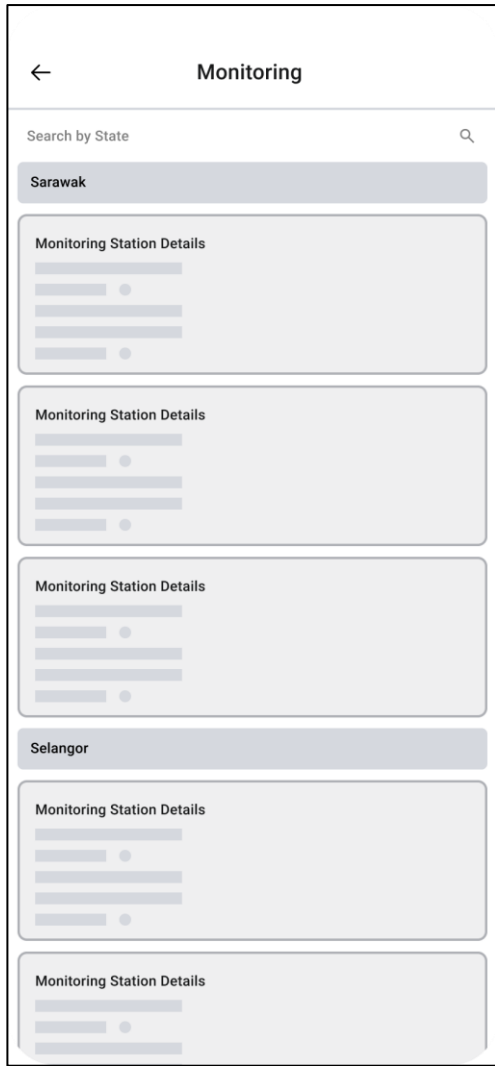 Monitoring
Search by State
Sarawak
Monitoring Station Details
Monitoring Station Details
Monitoring Station Details
Selangor
Monitoring Station Details
Monitoring Station Details